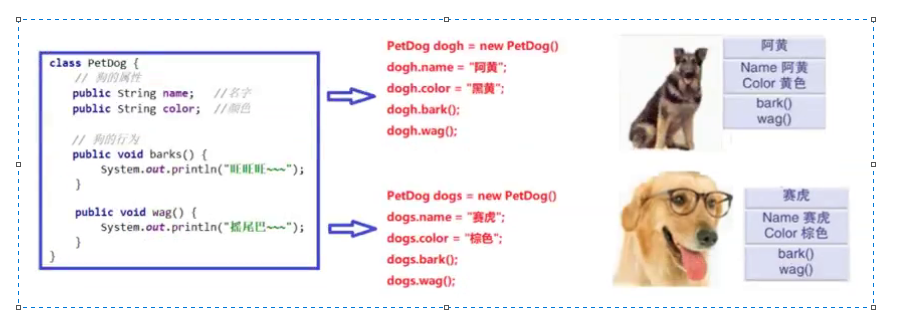 class PetDog {
// 狗的属性
public String name; //名字
public String color; //颜色
// 狗的行为
public void barks() {
System.out.println("旺旺旺~~~");
}
public void wag() {
System.out.println("摇尾巴~~~");
}
}
PetDog dogh = new PetDog()
dogh.name = "阿黄";
dogh.color = "黑黄";
dogh.bark();
dogh.wag();
阿黄
Name 阿黄
Color 黄色
bark()
wag()
PetDog dogs = new PetDog()
dogs.name = "赛虎";
dogs.color = "棕色";
dogs.bark();
dogs.wag();
赛虎
Name 赛虎
Color 棕色
bark()
wag()